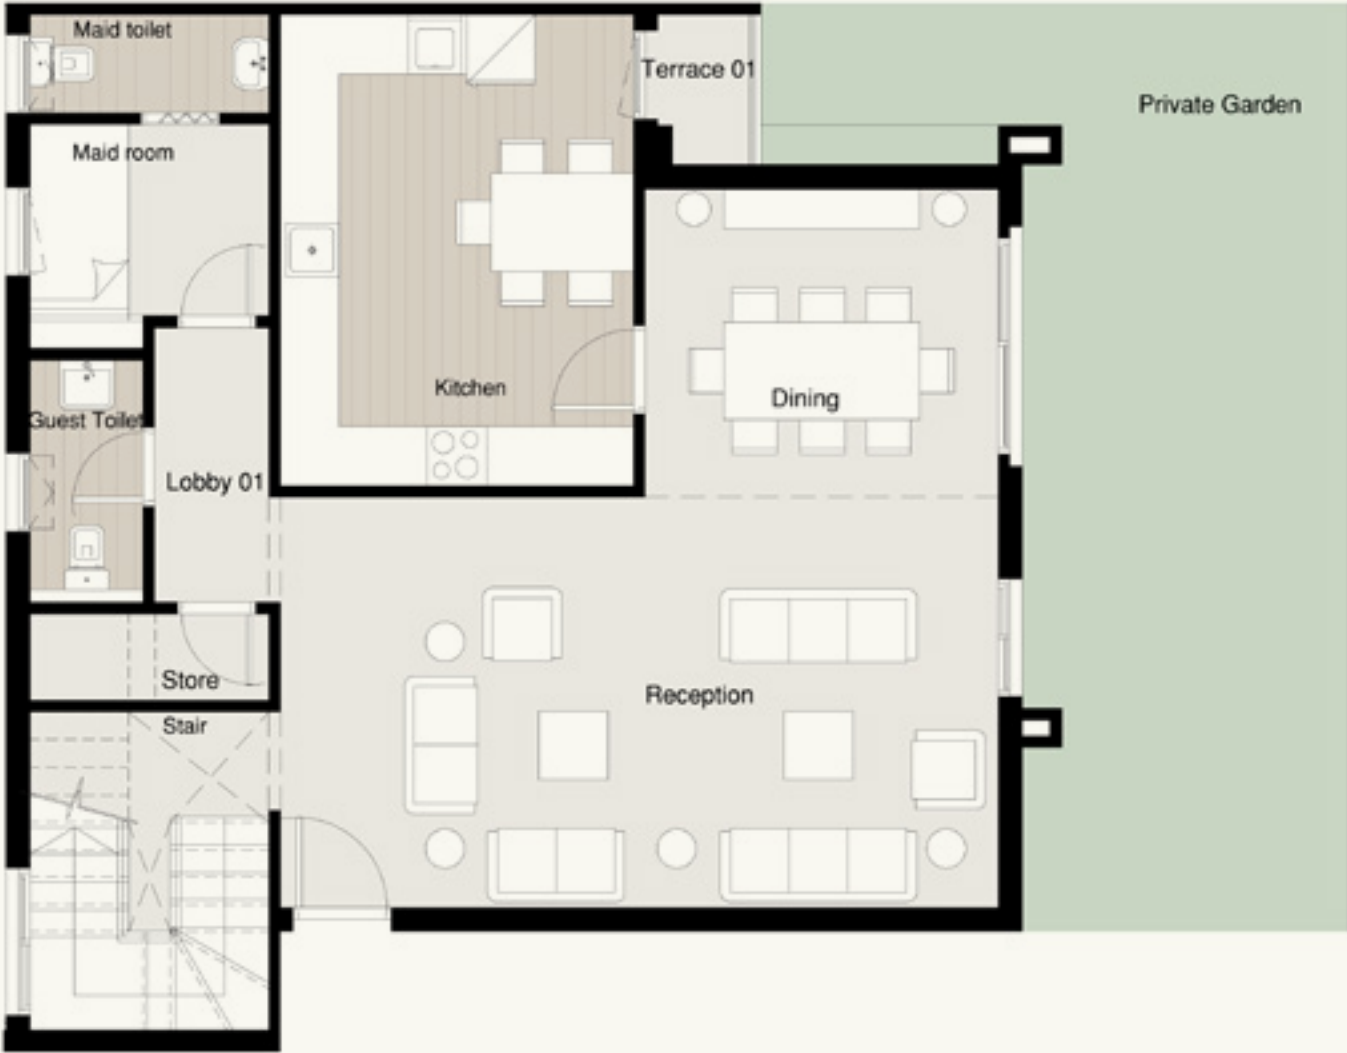 Maid toilet
Terrace 01
Private Garden
Maid room
Kitchen
Dining
Guest Toilet
Lobby 01
Store
Reception
Stair